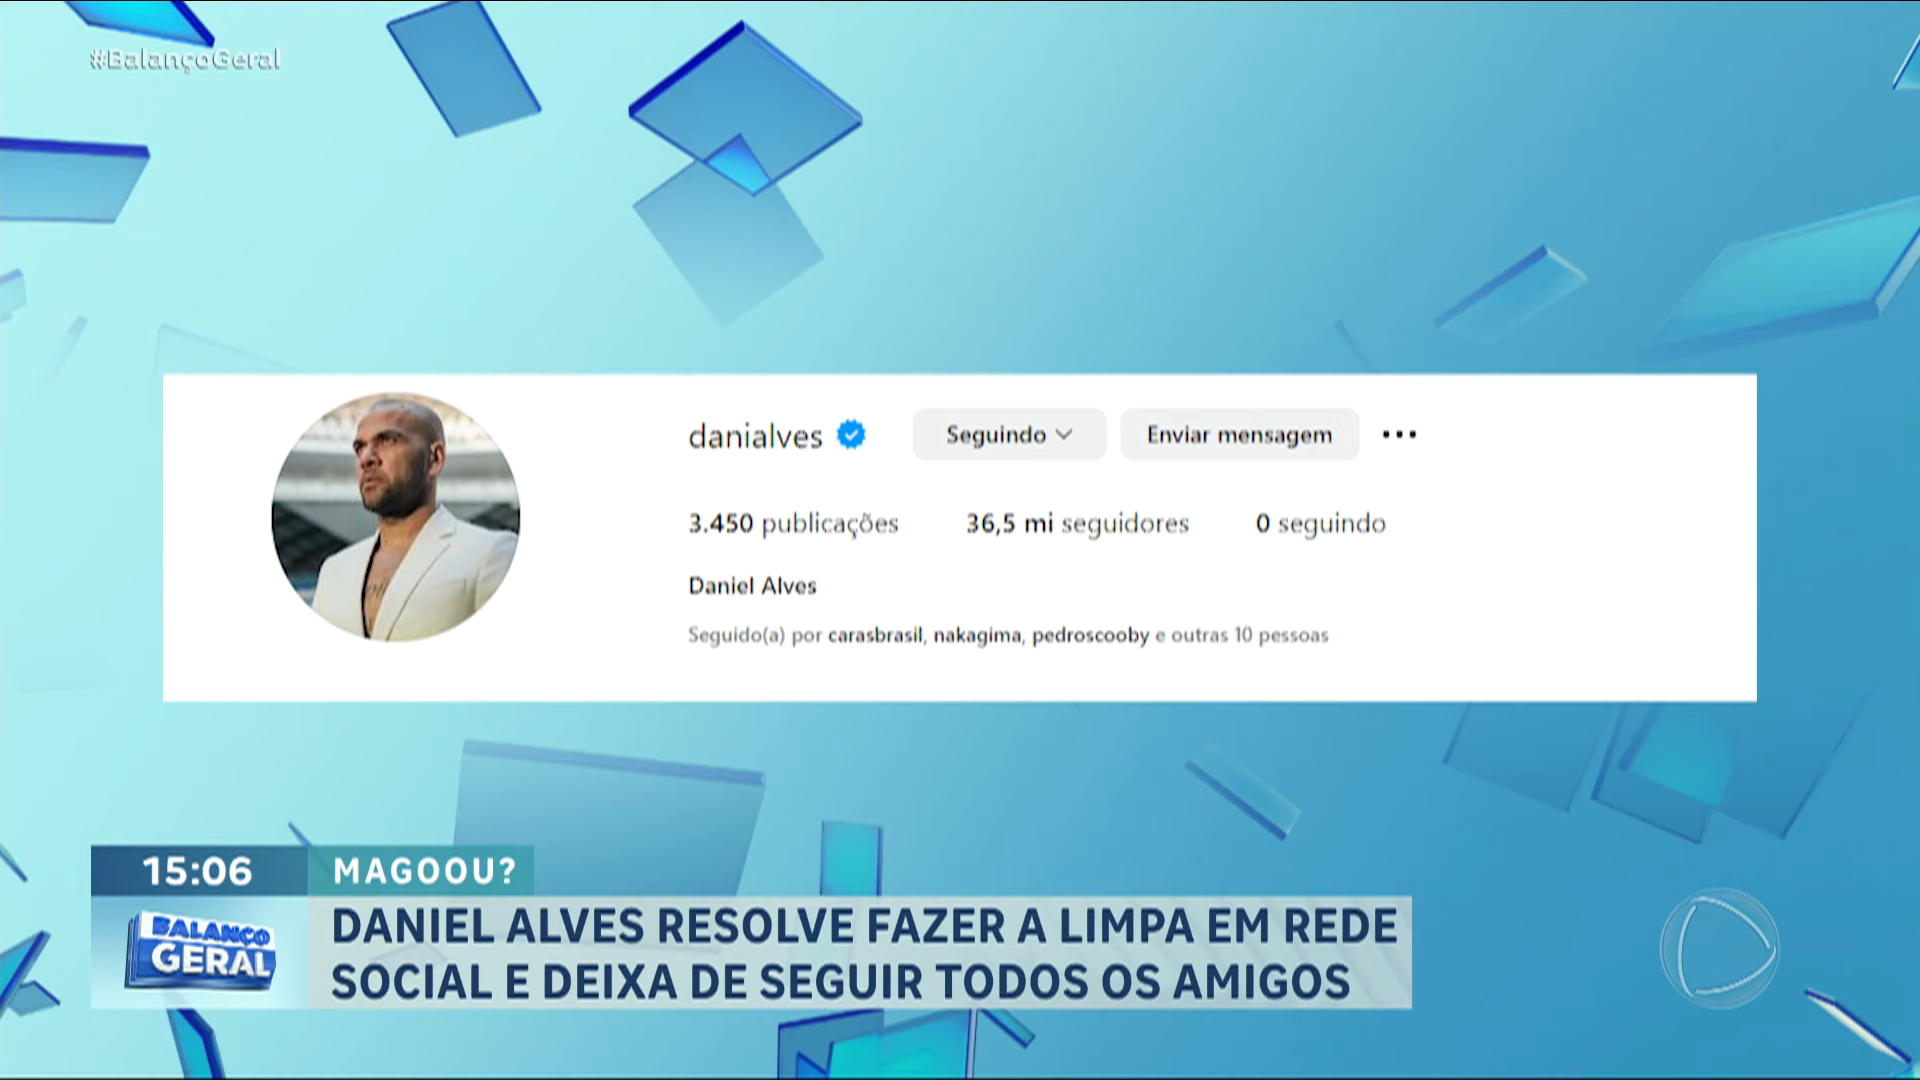 #BalançoGeral
danialves
Seguindo
Enviar mensagem
3.450 publicações 36,5 mi seguidores 0 seguindo
Daniel Alves
Seguido(a) por carasbrasil, nakagima, pedroscooby e outras 10 pessoas
15:06
MAGOOU?
BALANÇO
GERAL
DANIEL ALVES RESOLVE FAZER A LIMPA EM REDE
SOCIAL E DEIXA DE SEGUIR TODOS OS AMIGOS